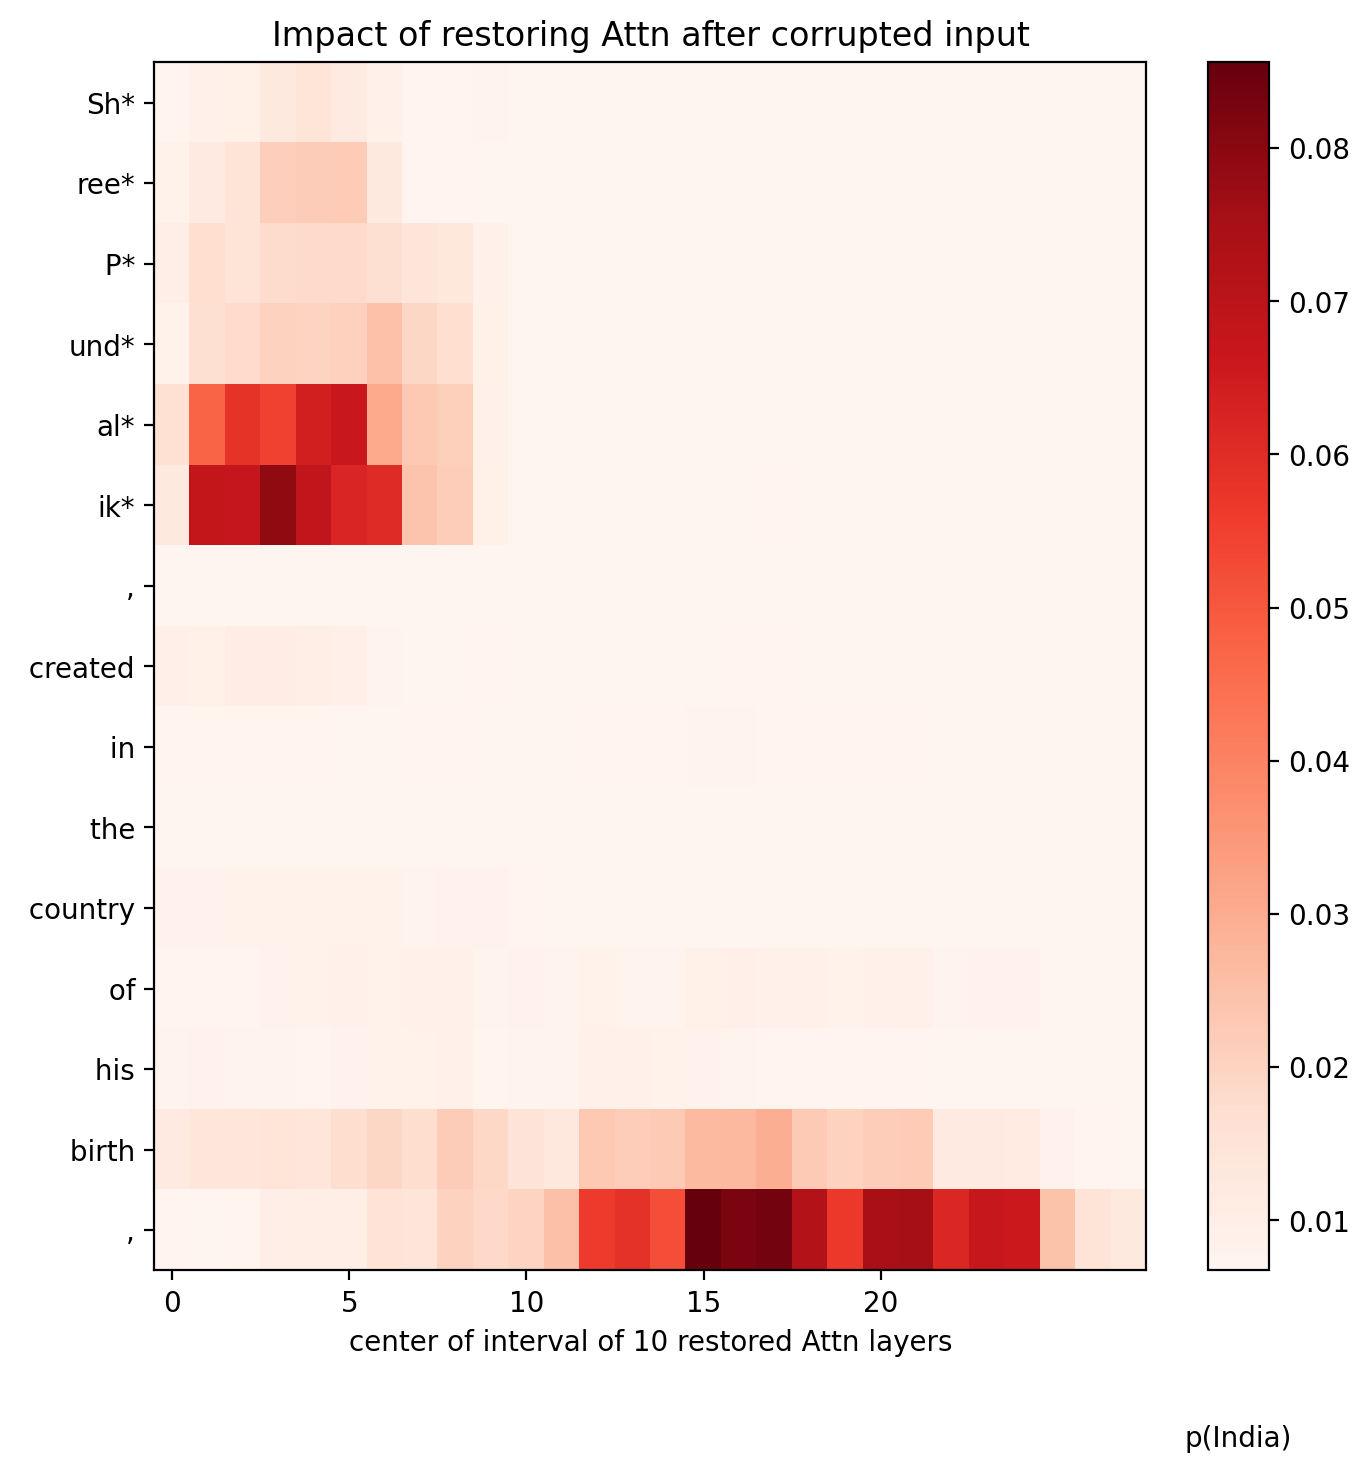 Impact of restoring Attn after corrupted input
Sh*
ree*
P*
und*
al*
ik*
,
created
in
the
country
of
his
birth
,
0 5 10 15 20
center of interval of 10 restored Attn layers
0.08
0.07
0.06
0.05
0.04
0.03
0.02
0.01
p(India)